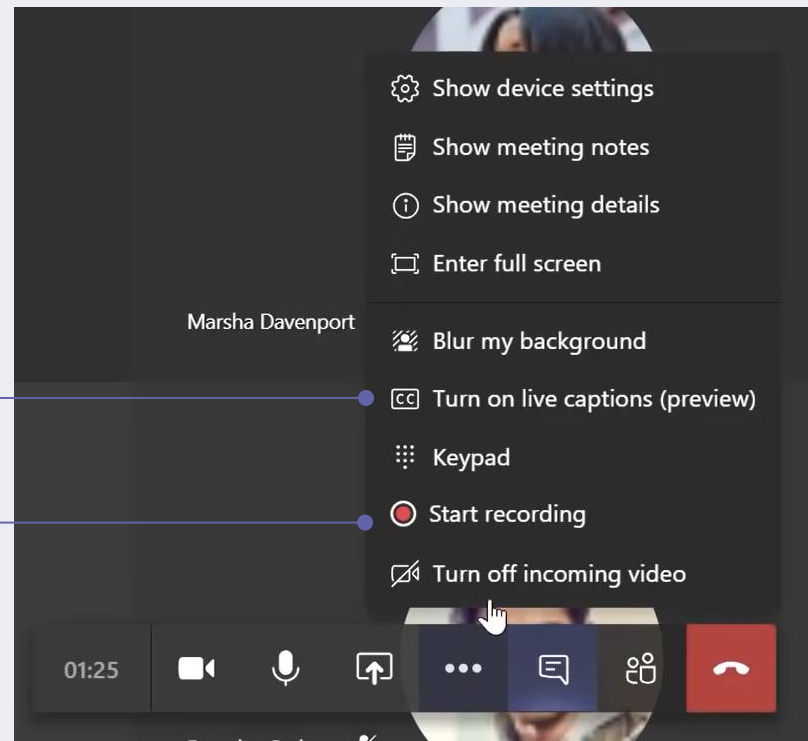 Show device settings
Show meeting notes
Show meeting details
Enter full screen
Marsha Davenport
Blur my background
CC Turn on live captions (preview)
Keypad
Start recording
Turn off incoming video
01:25